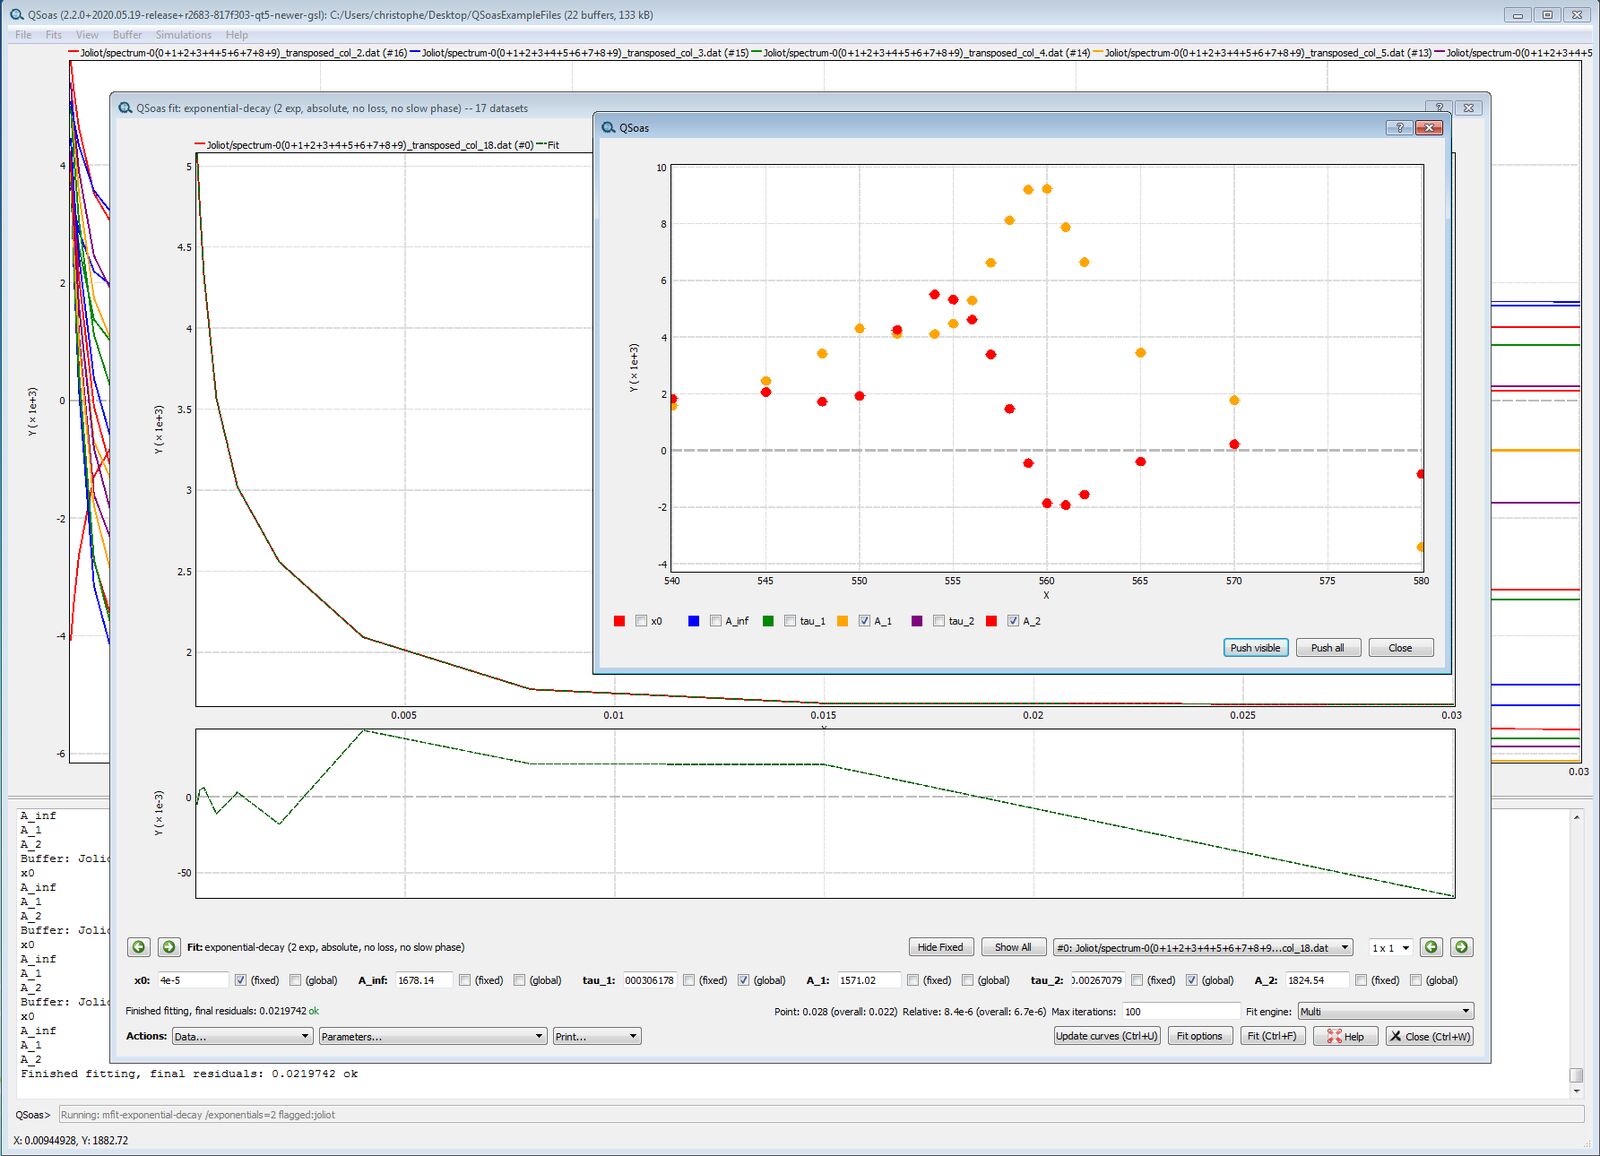 QSoas (2.2.0+2020.05.19-release+r2683-817f303-qt5-newer-gsl): C:/Users/christophe/Desktop/QSoasExampleFiles (22 buffers, 133 kB)
File Fits View Buffer Simulations Help
Joliot/spectrum-0(0+1+2+3+4+5+6+7+8+9)_transposed_col_2.dat (#16) Joliot/spectrum-0(0+1+2+3+4+5+6+7+8+9)_transposed_col_3.dat (#15) Joliot/spectrum-0(0+1+2+3+4+5+6+7+8+9)_transposed_col_4.dat (#14) Joliot/spectrum-0(0+1+2+3+4+5+6+7+8+9)_transposed_col_5.dat (#13) Joliot/spectrum-0(0+1+2+3+4+5
4
2
0
-2
-4
-6
Y (×1e+3)
0.03
QSoas fit: exponential-decay (2 exp, absolute, no loss, no slow phase) -- 17 datasets
Joliot/spectrum-0(0+1+2+3+4+5+6+7+8+9)_transposed_col_18.dat (#0) Fit
5
4.5
4
3.5
3
2.5
2
Y (×1e+3)
0.005 0.01 0.015 0.02 0.025 0.03
0
-50
Y (×1e-3)
QSoas
10
8
6
4
2
0
-2
-4
Y (×1e+3)
540 545 550 555 560 565 570 575 580
X
x0 A_inf tau_1 A_1 tau_2 A_2
Push visible Push all Close
Fit: exponential-decay (2 exp, absolute, no loss, no slow phase) Hide Fixed Show All #0: Joliot/spectrum-0(0+1+2+3+4+5+6+7+8+9...col_18.dat 1 x 1
x0: 4e-5 (fixed) (global) A_inf: 1678.14 (fixed) (global) tau_1: 000306178 (fixed) (global) A_1: 1571.02 (fixed) (global) tau_2: 0.00267079 (fixed) (global) A_2: 1824.54 (fixed) (global)
Finished fitting, final residuals: 0.0219742 ok Point: 0.028 (overall: 0.022) Relative: 8.4e-6 (overall: 6.7e-6) Max iterations: 100 Fit engine: Multi
Actions: Data... Parameters... Print... Update curves (Ctrl+U) Fit options Fit (Ctrl+F) Help Close (Ctrl+W)
A_inf
A_1
A_2
Buffer: Jolic
x0
A_inf
A_1
A_2
Buffer: Jolic
x0
A_inf
A_1
A_2
Buffer: Jolic
x0
A_inf
A_1
A_2
Finished fitting, final residuals: 0.0219742 ok
QSoas> Running: mfit-exponential-decay /exponentials=2 flagged:joliot
X: 0.00944928, Y: 1882.72